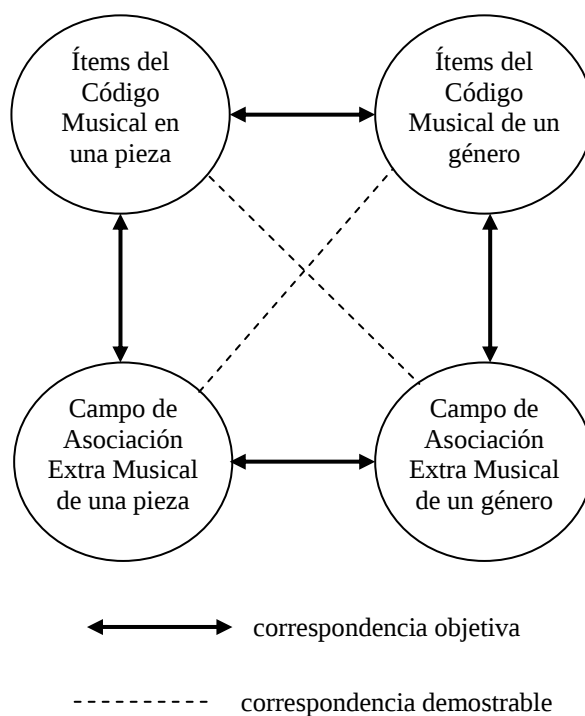 Ítems del
Código
Musical en
una pieza
Ítems del
Código
Musical de un
género
Campo de
Asociación
Extra Musical
de una pieza
Campo de
Asociación
Extra Musical
de un género
correspondencia objetiva
correspondencia demostrable